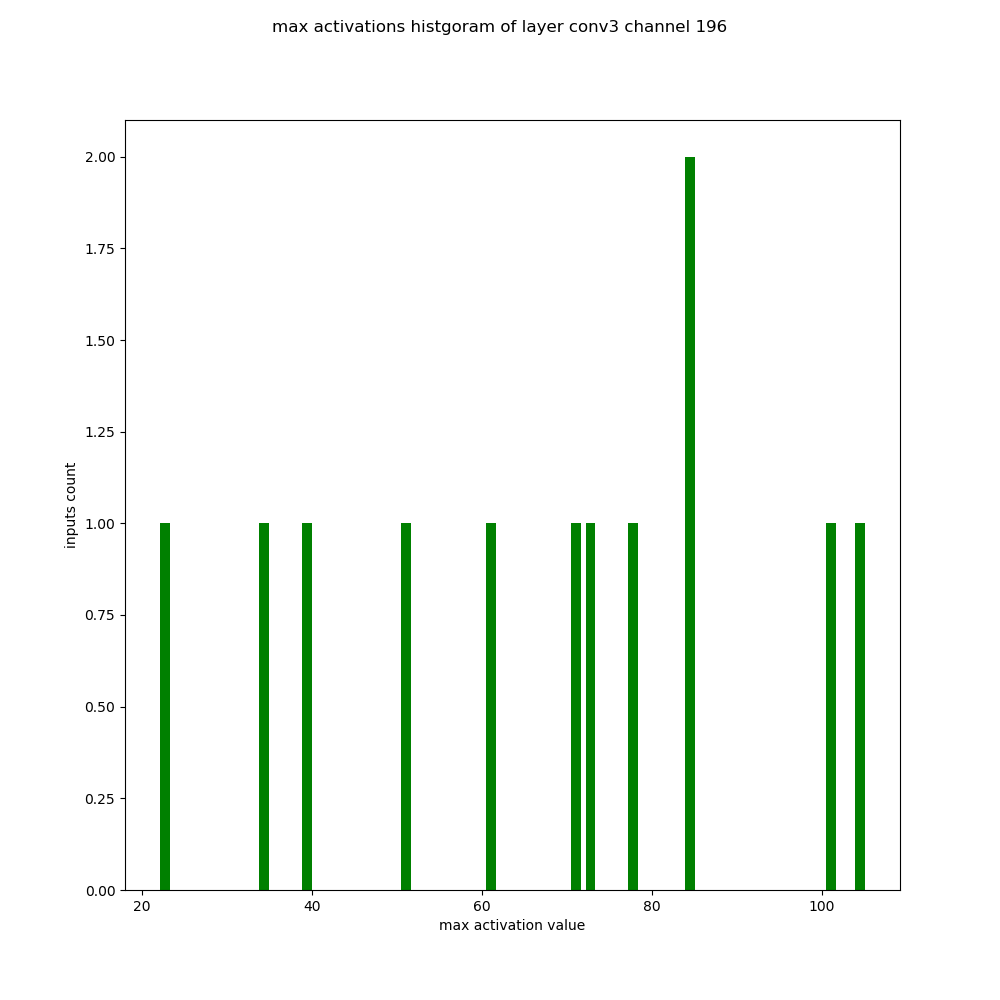 max activations histgoram of layer conv3 channel 196
2.00
1.75
1.50
1.25
1.00
0.75
0.50
0.25
0.00
inputs count
20 40 60 80 100
max activation value